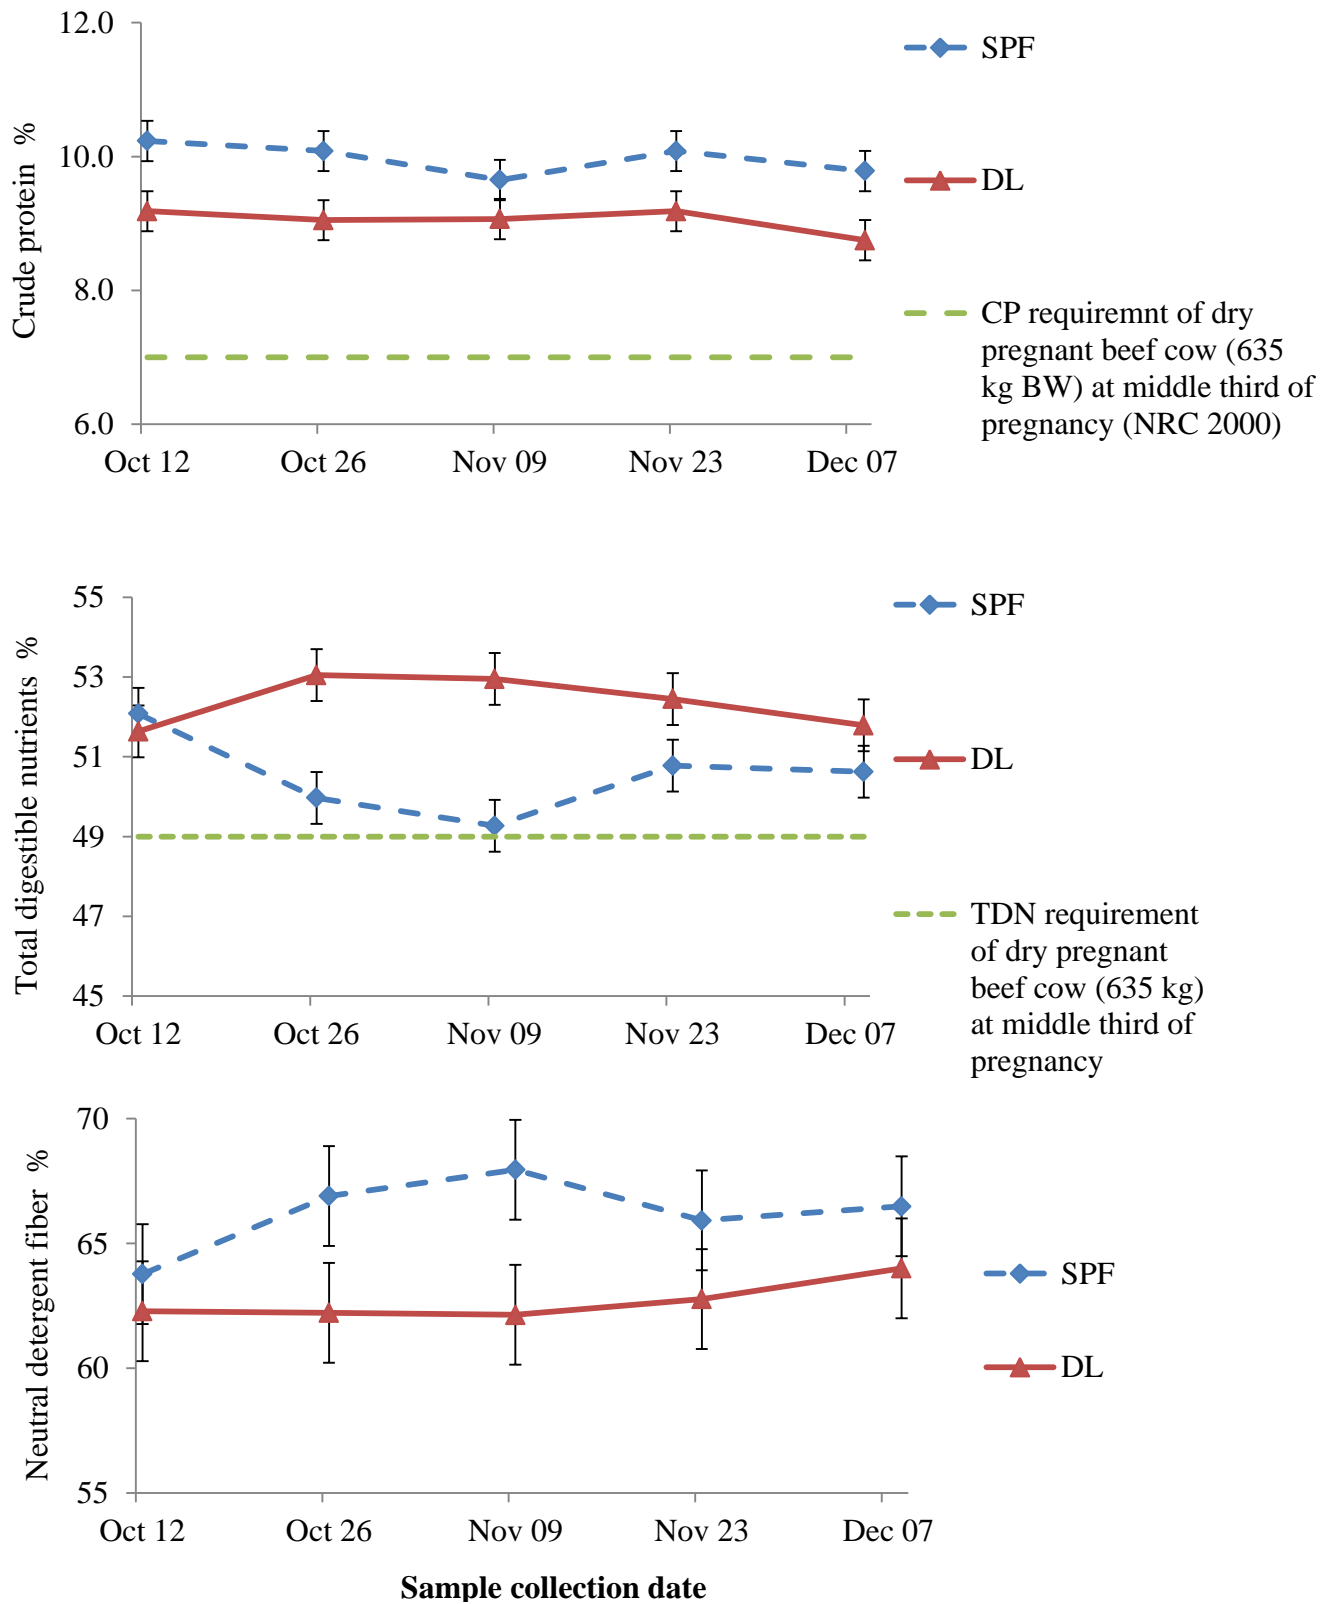 12.0
10.0
8.0
6.0
Crude protein %
Oct 12 Oct 26 Nov 09 Nov 23 Dec 07
SPF
DL
CP requiremnt of dry
pregnant beef cow (635
kg BW) at middle third of
pregnancy (NRC 2000)
55
53
51
49
47
45
Total digestible nutrients %
Oct 12 Oct 26 Nov 09 Nov 23 Dec 07
SPF
DL
TDN requirement
of dry pregnant
beef cow (635 kg)
at middle third of
pregnancy
70
65
60
55
Neutral detergent fiber %
Oct 12 Oct 26 Nov 09 Nov 23 Dec 07
SPF
DL
Sample collection date